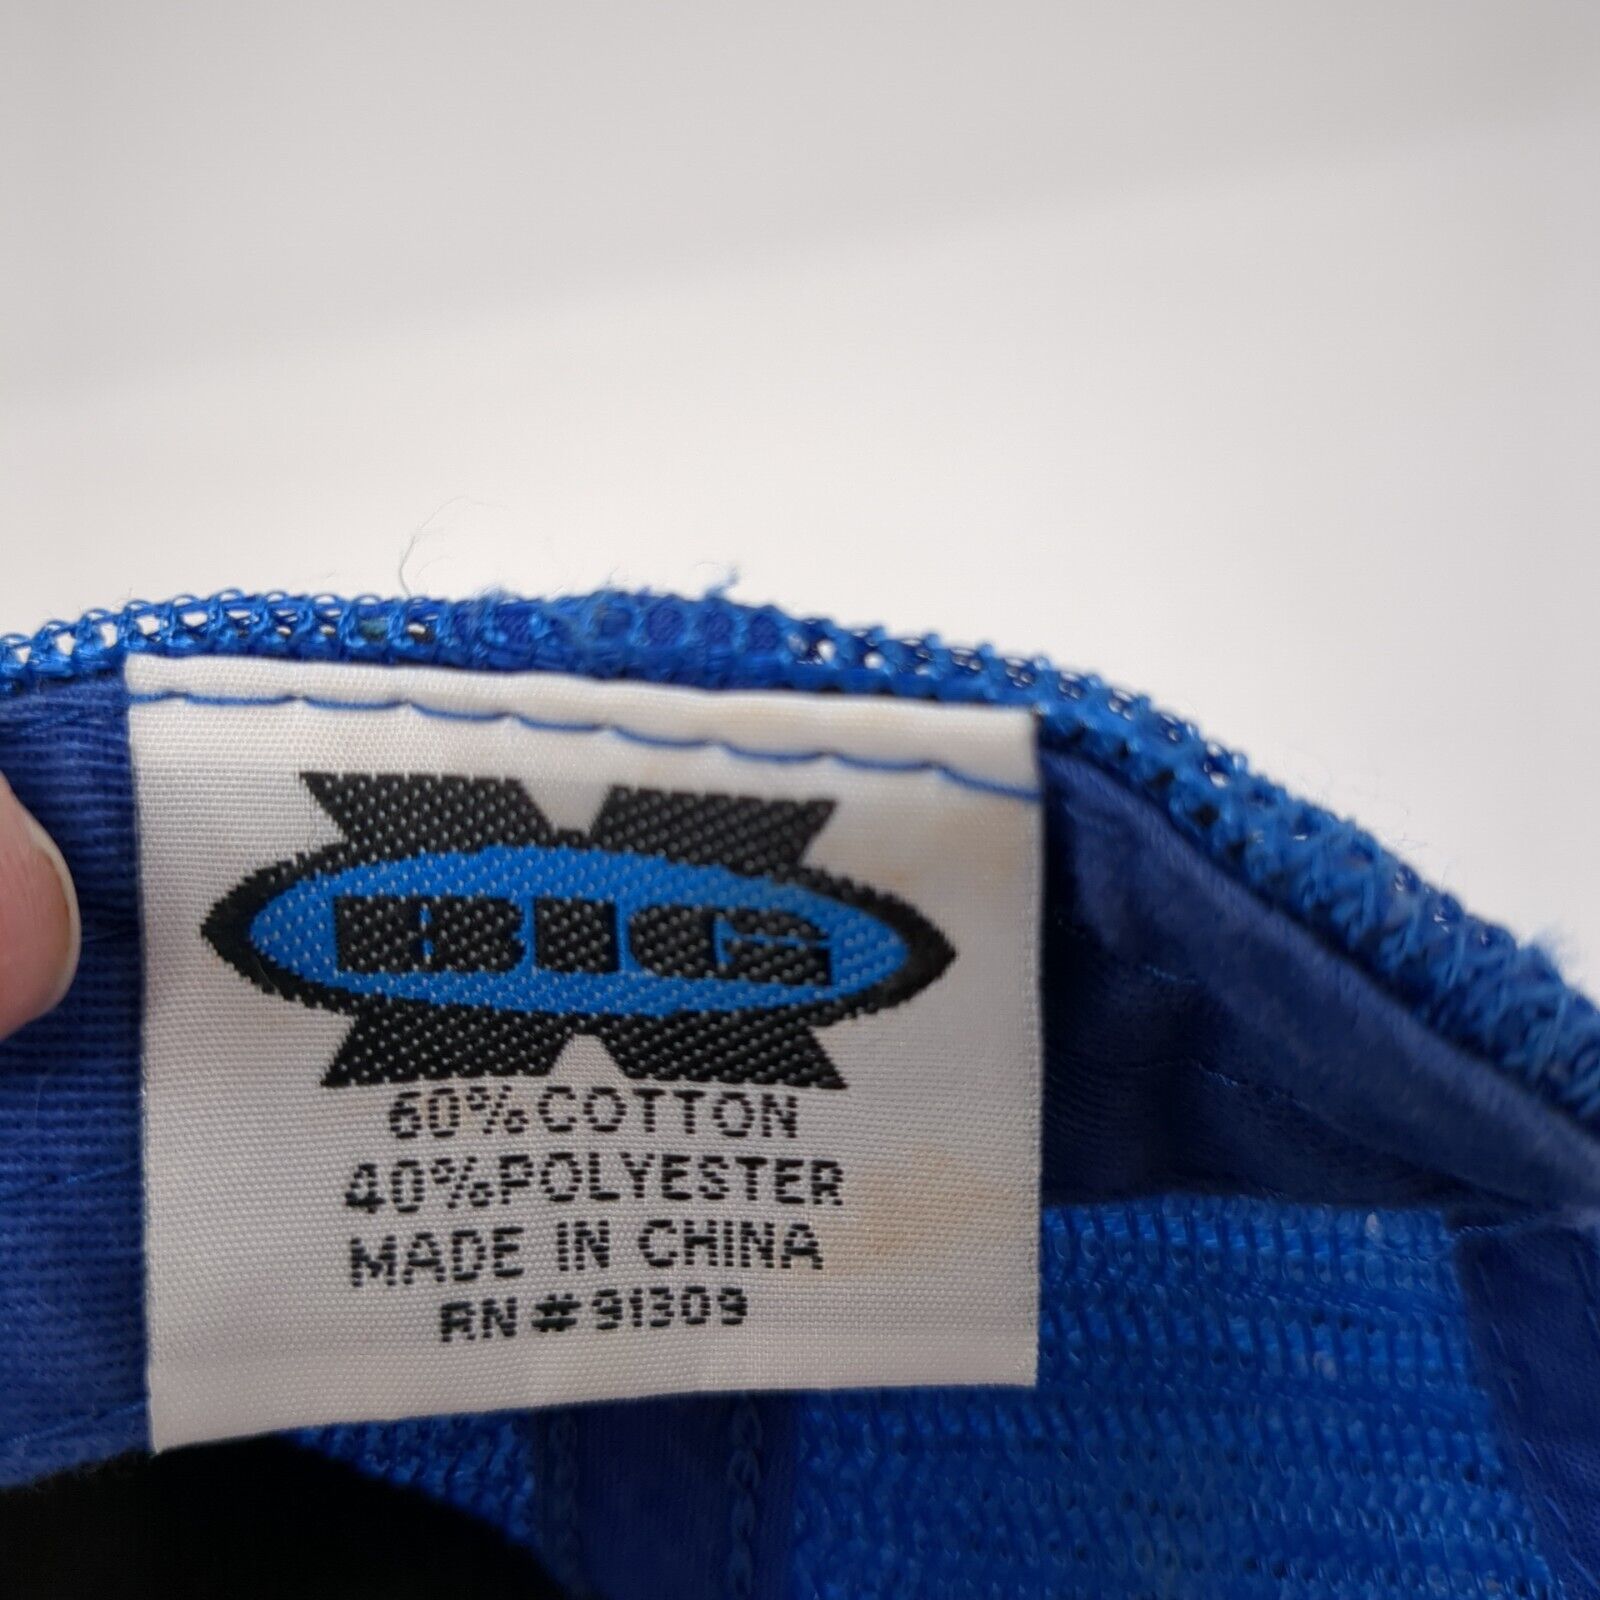 BIG X
60% COTTON
40% POLYESTER
MADE IN CHINA
RN # 91309